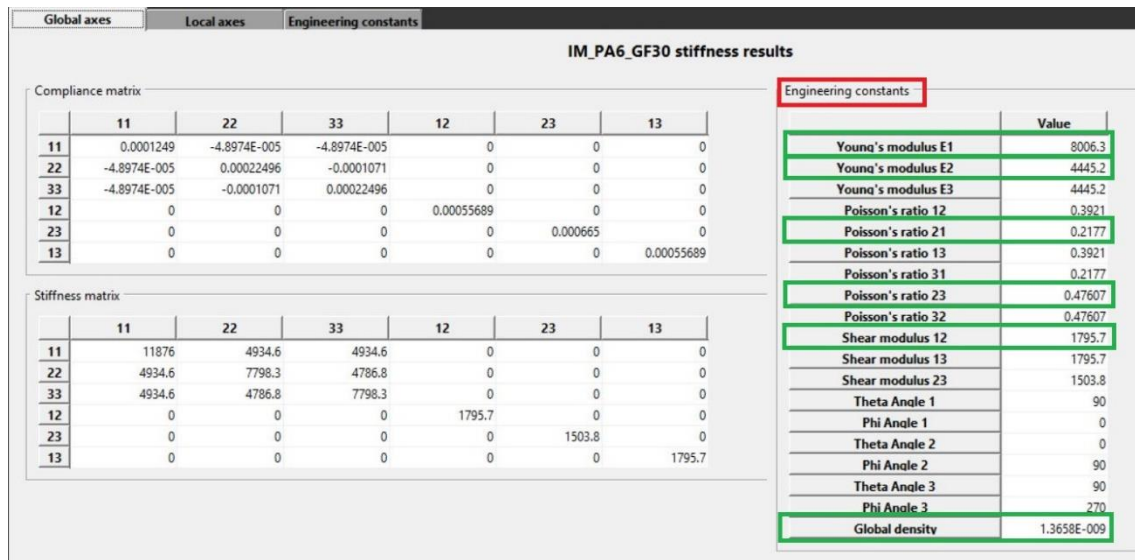 Global axes Local axes Engineering constants
IM_PA6_GF30 stiffness results
Compliance matrix
11 22 33 12 23 13
11 0.0001249 -4.8974E-005 -4.8974E-005 0 0 0
22 -4.8974E-005 0.00022496 -0.0001071 0 0 0
33 -4.8974E-005 -0.0001071 0.00022496 0 0 0
12 0 0 0 0.00055689 0 0
23 0 0 0 0 0.000665 0
13 0 0 0 0 0 0.00055689
Stiffness matrix
11 22 33 12 23 13
11 11876 4934.6 4934.6 0 0 0
22 4934.6 7798.3 4786.8 0 0 0
33 4934.6 4786.8 7798.3 0 0 0
12 0 0 0 1795.7 0 0
23 0 0 0 0 1503.8 0
13 0 0 0 0 0 1795.7
Engineering constants
Value
Young's modulus E1 8006.3
Young's modulus E2 4445.2
Young's modulus E3 4445.2
Poisson's ratio 12 0.3921
Poisson's ratio 21 0.2177
Poisson's ratio 13 0.3921
Poisson's ratio 31 0.2177
Poisson's ratio 23 0.47607
Poisson's ratio 32 0.47607
Shear modulus 12 1795.7
Shear modulus 13 1795.7
Shear modulus 23 1503.8
Theta Angle 1 90
Phi Angle 1 0
Theta Angle 2 0
Phi Angle 2 90
Theta Angle 3 90
Phi Angle 3 270
Global density 1.3658E-009